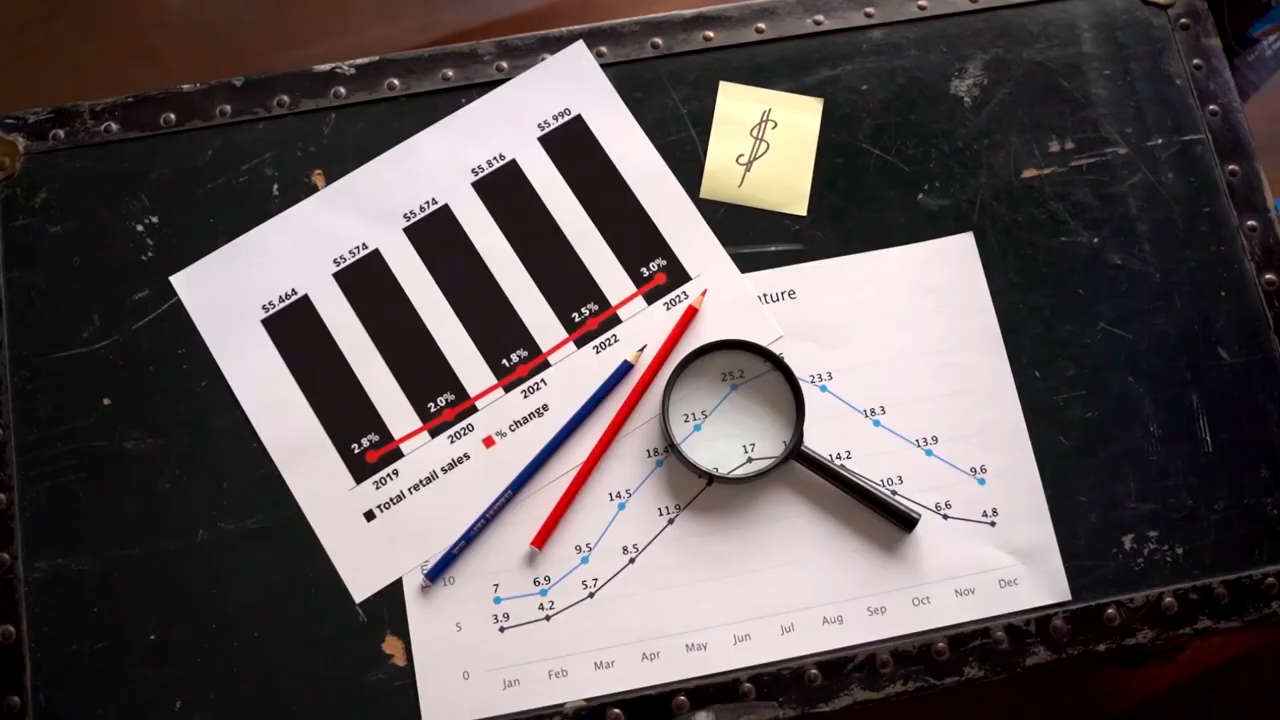 $5.464 $5.574 $5.674 $5.816 $5.990
2.8% 2.0% 1.8% 2.5% 3.0%
2019 2020 2021 2022 2023
Total retail sales % change
$
10
5
0
7 6.9 9.5 14.5 21.5 25.2 23.3 18.3 13.9 9.6
3.9 4.2 5.7 8.5 11.9 17 14.2 10.3 6.6 4.8
Jan Feb Mar Apr May Jun Jul Aug Sep Oct Nov Dec